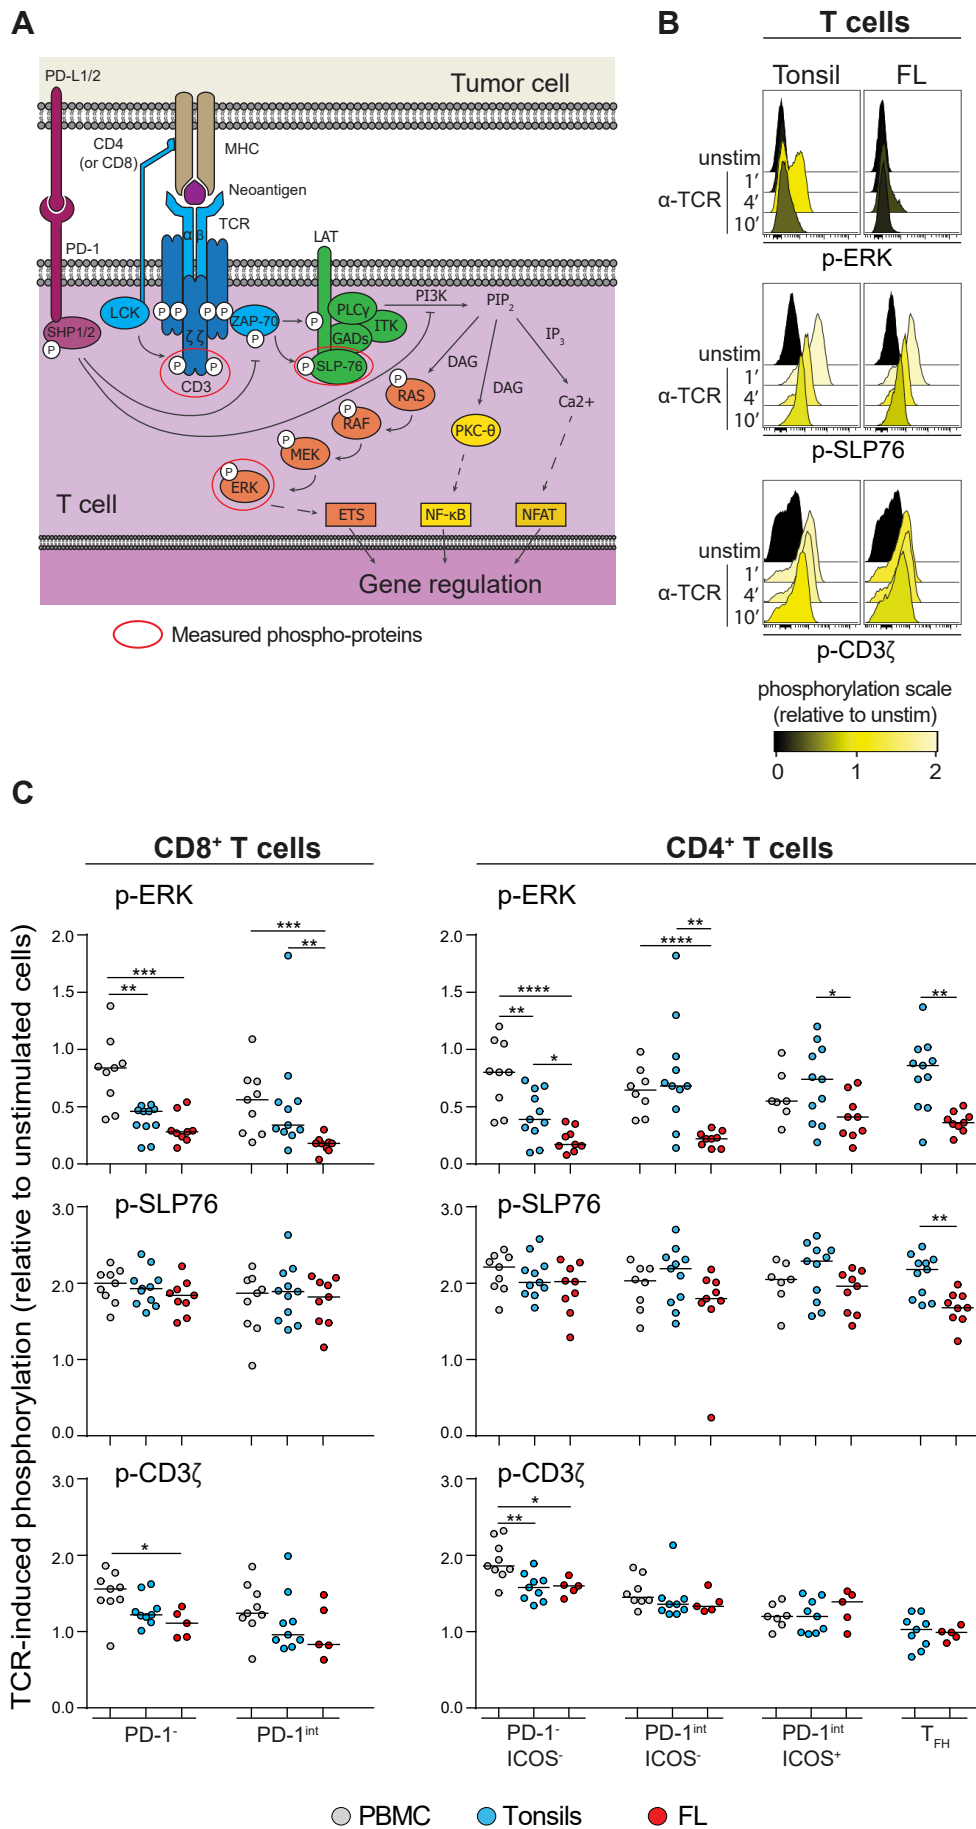 A
PD-L1/2
Tumor cell
CD4
(or CD8)
MHC
Neoantigen
TCR
α β
PD-1
LAT
SHP1/2
P
LCK
P P P P
ζ ζ
P P
CD3
ZAP-70
P
P
PLCγ
ITK
GADs
P
SLP-76
PI3K
PIP2
IP3
DAG
DAG
Ca2+
P
RAS
P
RAF
P
MEK
P
ERK
PKC-θ
T cell
ETS
NF-κB
NFAT
Gene regulation
Measured phospho-proteins
B
T cells
Tonsil FL
unstim
α-TCR
1′
4′
10′
p-ERK
unstim
α-TCR
1′
4′
10′
p-SLP76
unstim
α-TCR
1′
4′
10′
p-CD3ζ
phosphorylation scale
(relative to unstim)
0 1 2
C
TCR-induced phosphorylation (relative to unstimulated cells)
CD8+ T cells
CD4+ T cells
p-ERK
2.0
1.5
1.0
0.5
0.0
***
**
***
**
p-ERK
2.0
1.5
1.0
0.5
0.0
****
**
*
**
****
*
**
p-SLP76
3.0
2.0
1.0
0.0
p-SLP76
3.0
2.0
1.0
0.0
**
p-CD3ζ
3.0
2.0
1.0
0.0
*
p-CD3ζ
3.0
2.0
1.0
0.0
*
**
PD-1-
PD-1int
PD-1-
ICOS-
PD-1int
ICOS-
PD-1int
ICOS+
TFH
PBMC Tonsils FL